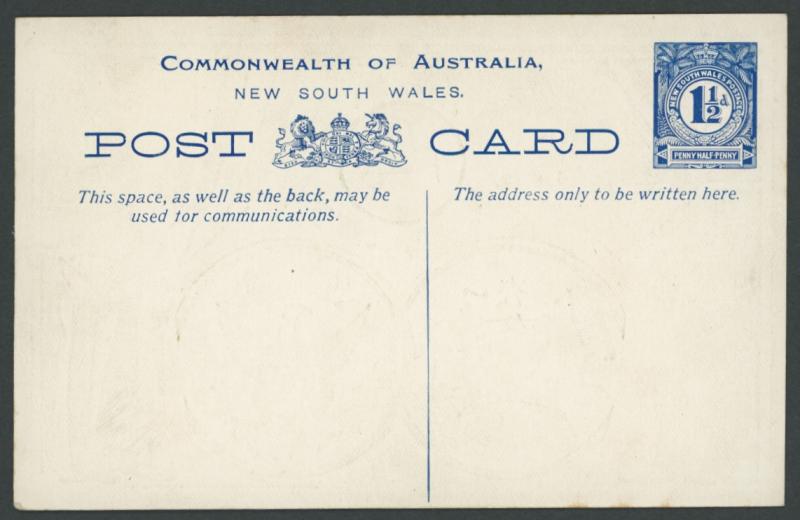 COMMONWEALTH OF AUSTRALIA,
NEW SOUTH WALES.
POST CARD
NEW SOUTH WALES POSTAGE
1½d
PENNY HALF-PENNY
This space, as well as the back, may be
used for communications.
The address only to be written here.